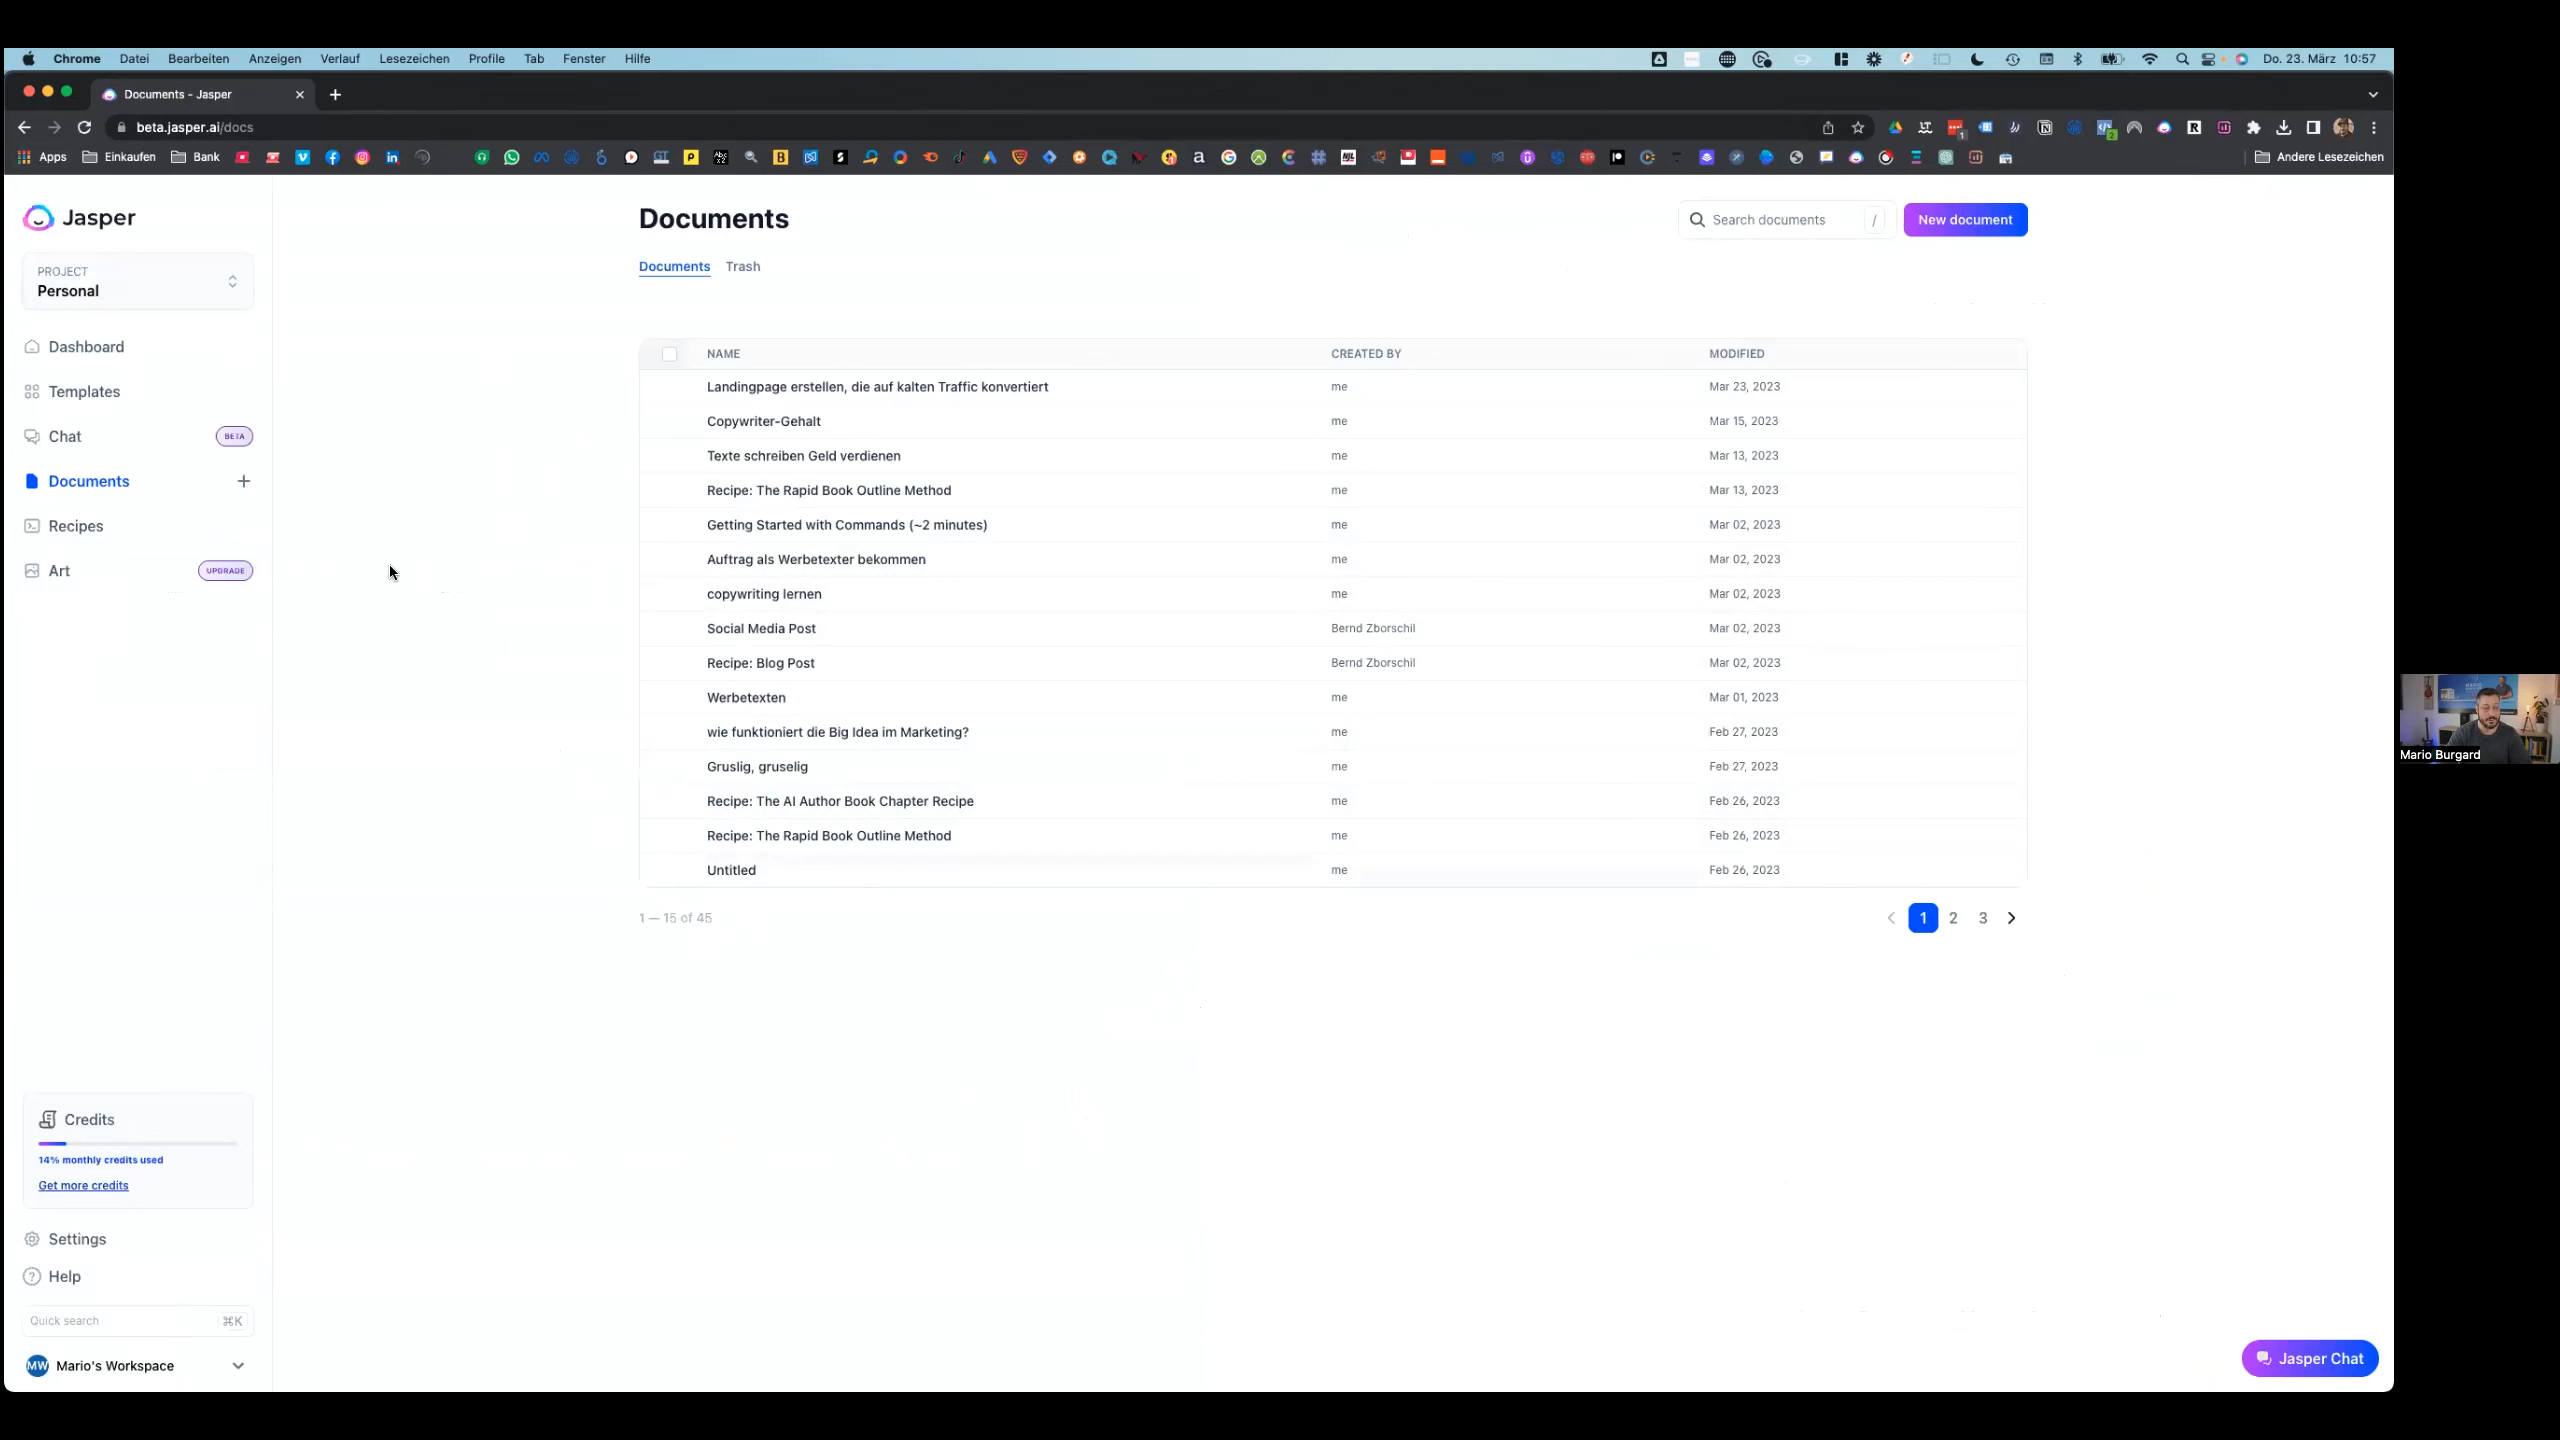 Chrome Datei Bearbeiten Anzeigen Verlauf Lesezeichen Profile Tab Fenster Hilfe Do. 23. März 10:57
Documents - Jasper
beta.jasper.ai/docs
Apps Einkaufen Bank Andere Lesezeichen
Jasper
PROJECT
Personal
Dashboard
Templates
Chat BETA
Documents +
Recipes
Art UPGRADE
Credits
14% monthly credits used
Get more credits
Settings
Help
Quick search ⌘K
MW Mario's Workspace
Documents
Search documents /
New document
Documents Trash
NAME CREATED BY MODIFIED
Landingpage erstellen, die auf kalten Traffic konvertiert me Mar 23, 2023
Copywriter-Gehalt me Mar 15, 2023
Texte schreiben Geld verdienen me Mar 13, 2023
Recipe: The Rapid Book Outline Method me Mar 13, 2023
Getting Started with Commands (~2 minutes) me Mar 02, 2023
Auftrag als Werbetexter bekommen me Mar 02, 2023
copywriting lernen me Mar 02, 2023
Social Media Post Bernd Zborschil Mar 02, 2023
Recipe: Blog Post Bernd Zborschil Mar 02, 2023
Werbetexten me Mar 01, 2023
wie funktioniert die Big Idea im Marketing? me Feb 27, 2023
Gruslig, gruselig me Feb 27, 2023
Recipe: The AI Author Book Chapter Recipe me Feb 26, 2023
Recipe: The Rapid Book Outline Method me Feb 26, 2023
Untitled me Feb 26, 2023
1 — 15 of 45
1 2 3
Jasper Chat
Mario Burgard